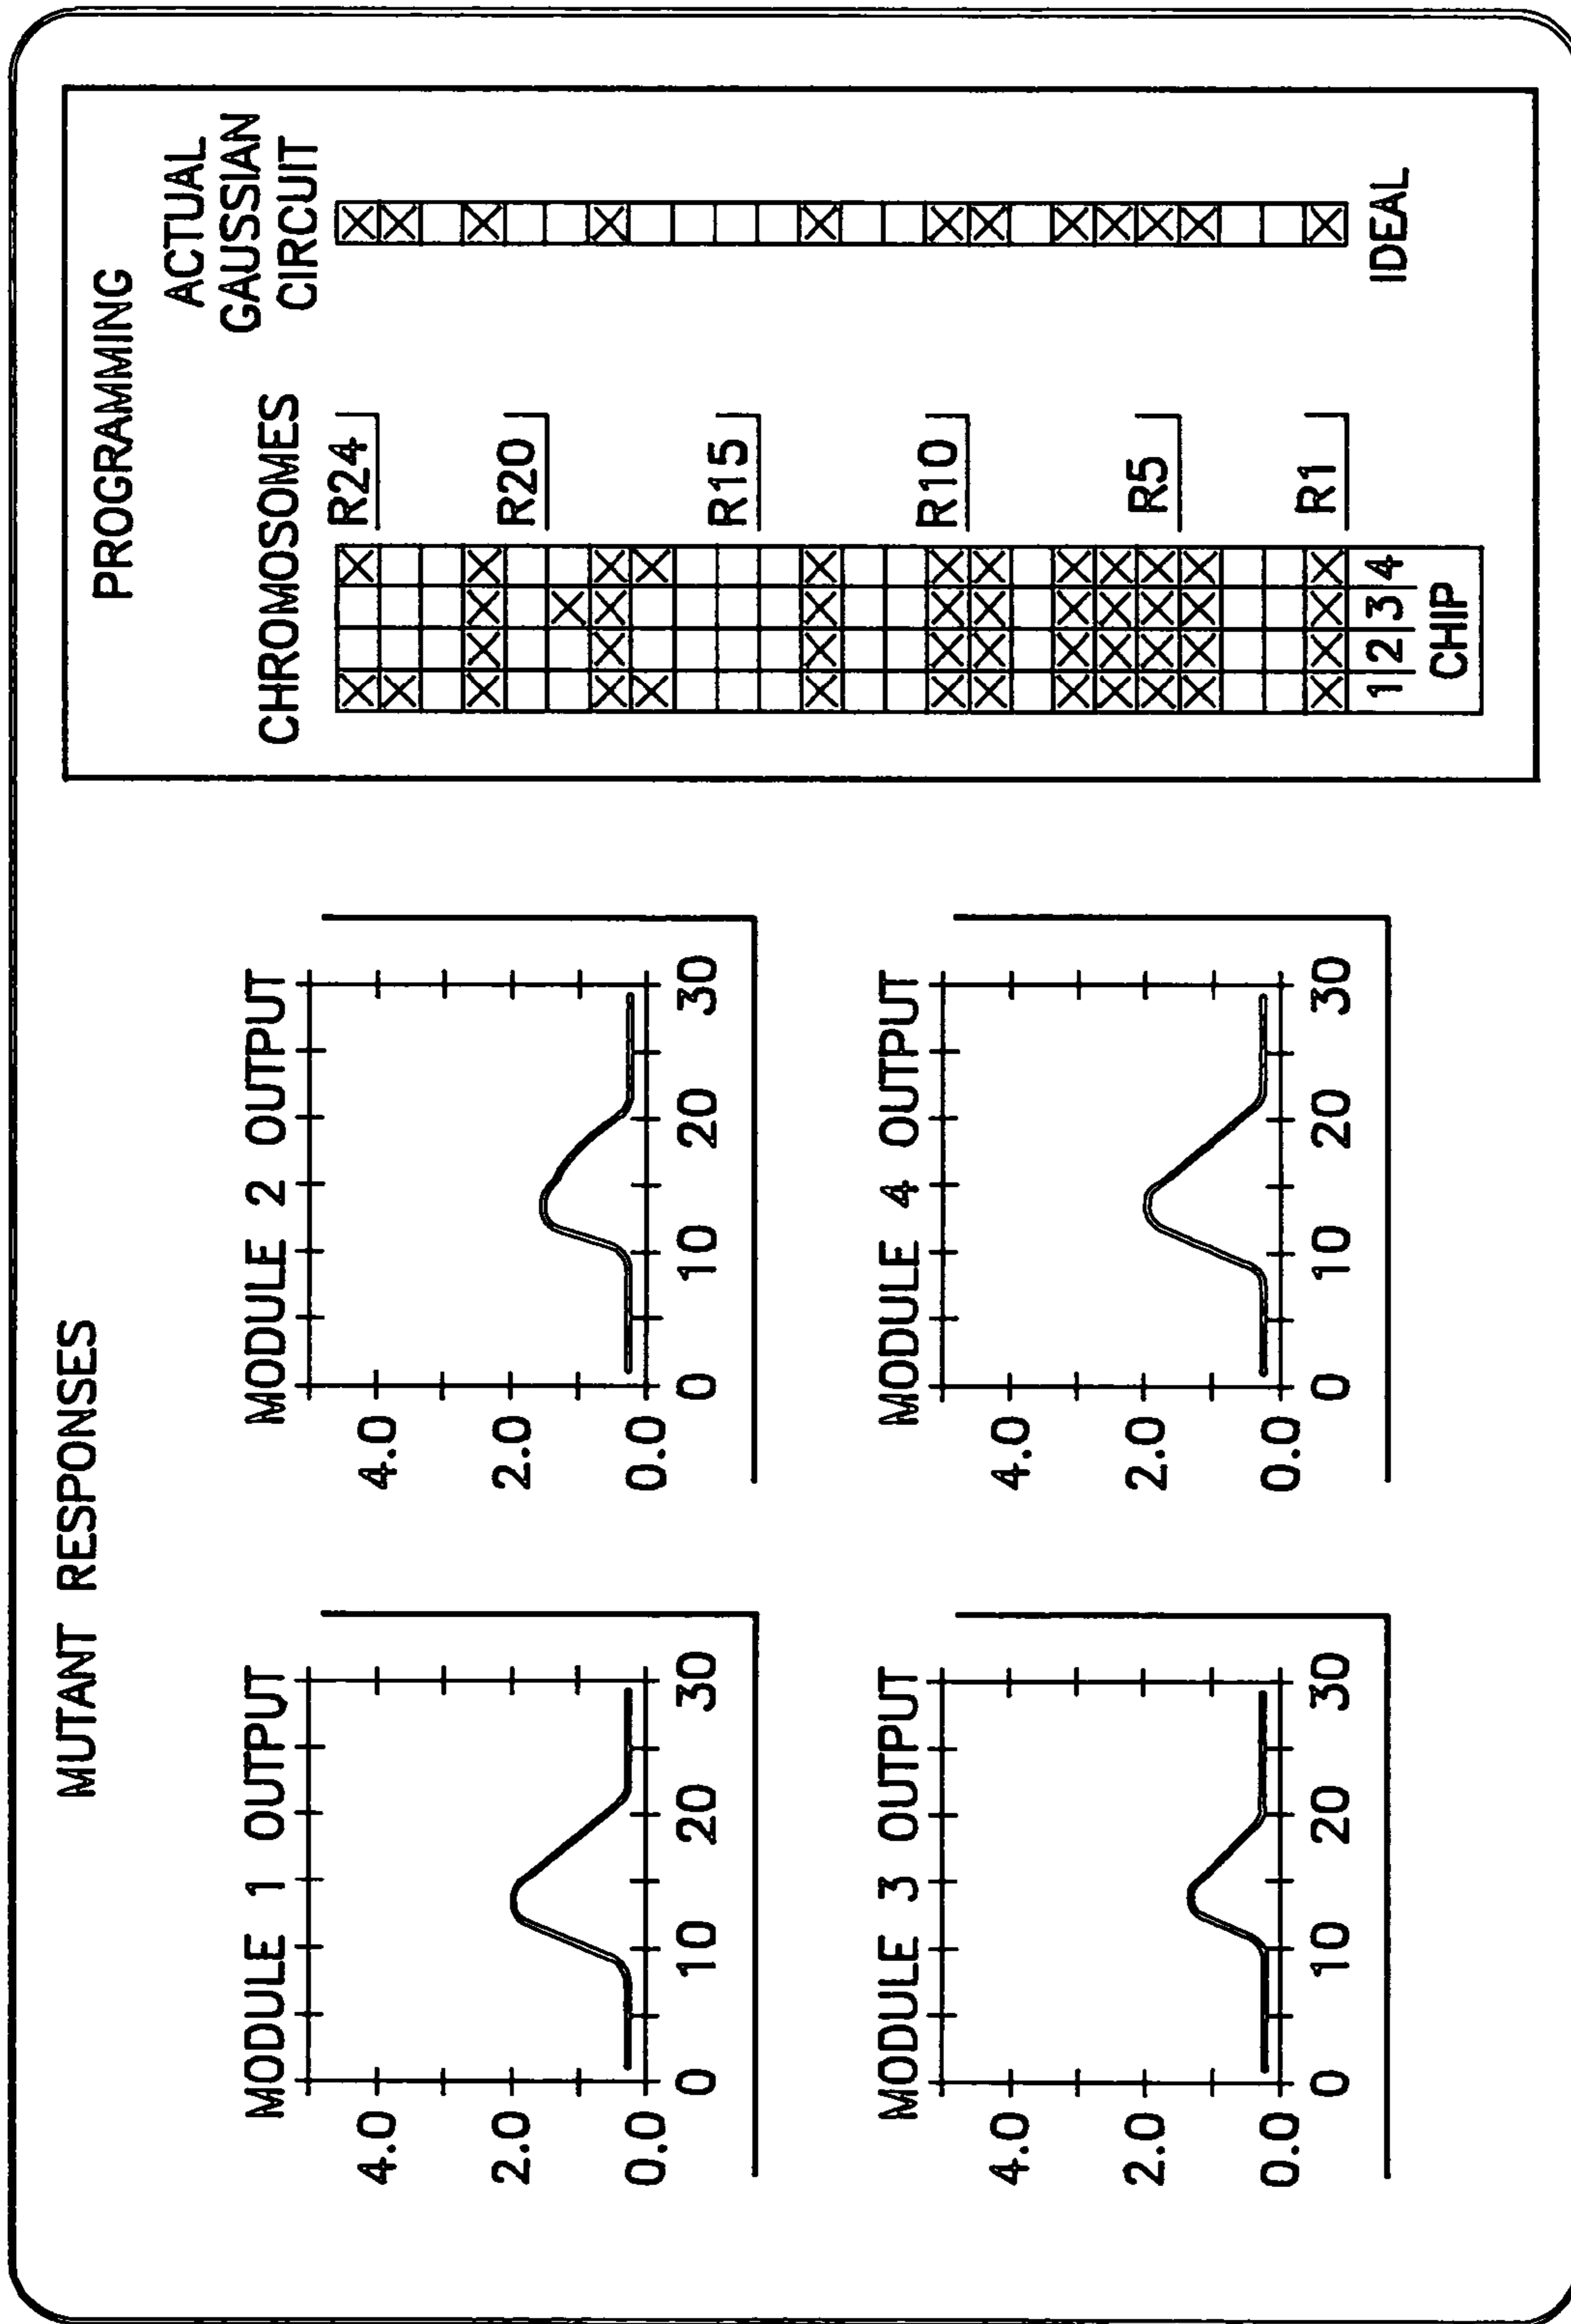 MUTANT RESPONSES
MODULE 1 OUTPUT
4.0
2.0
0.0
0 10 20 30
MODULE 2 OUTPUT
4.0
2.0
0.0
0 10 20 30
MODULE 3 OUTPUT
4.0
2.0
0.0
0 10 20 30
MODULE 4 OUTPUT
4.0
2.0
0.0
0 10 20 30
PROGRAMMING
CHROMOSOMES
R24
R20
R15
R10
R5
R1
1 2 3 4
CHIP
ACTUAL
GAUSSIAN
CIRCUIT
IDEAL